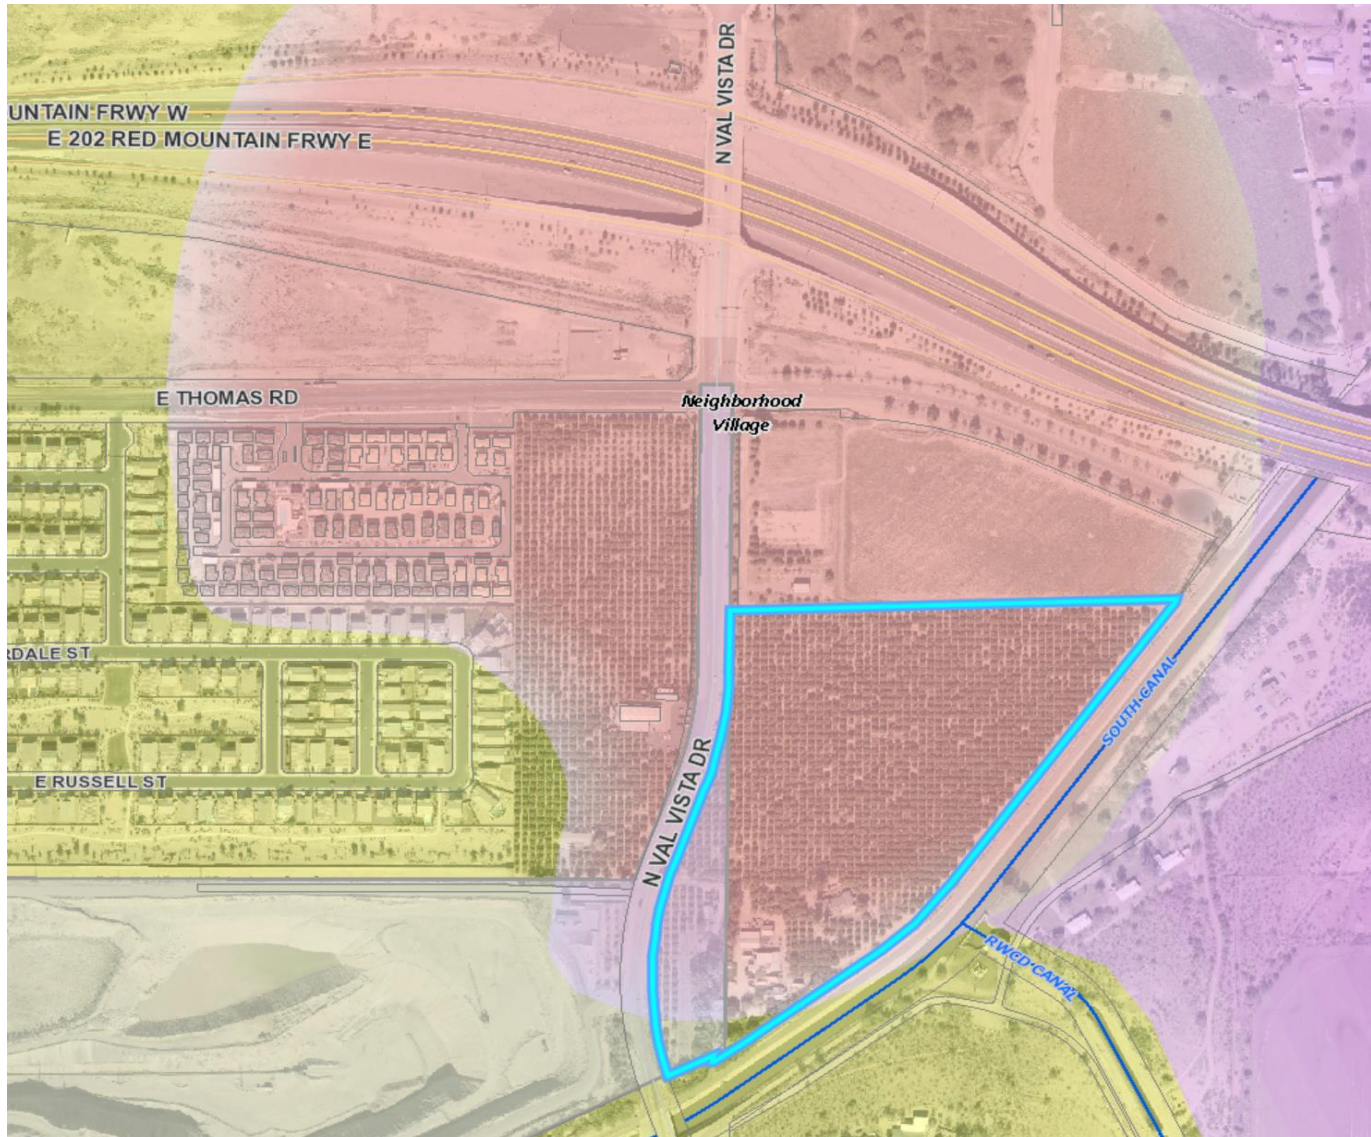 N VAL VISTA DR
UNTAIN FRWY W
E 202 RED MOUNTAIN FRWY E
E THOMAS RD
Neighborhood
Village
RDALE ST
SOUTH CANAL
E RUSSELL ST
N VAL VISTA DR
RWCD CANAL